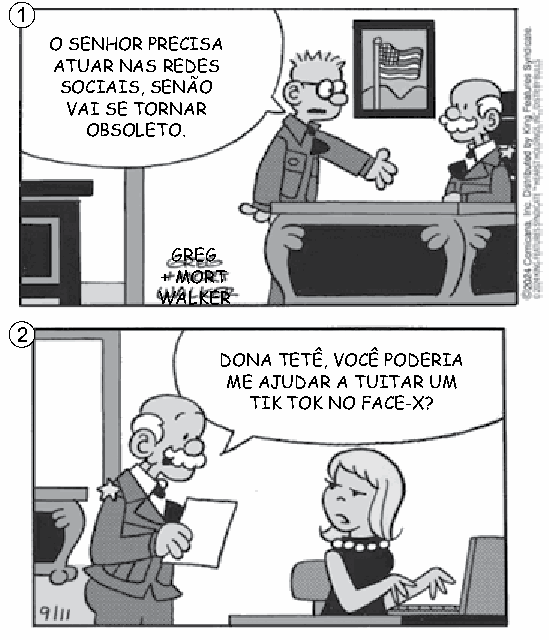 1
O SENHOR PRECISA
ATUAR NAS REDES
SOCIAIS, SENÃO
VAI SE TORNAR
OBSOLETO.
GREG
+ MORT
WALKER
©2024 Comicana, Inc. Distributed by King Features Syndicate.
2
DONA TETÊ, VOCÊ PODERIA
ME AJUDAR A TUITAR UM
TIK TOK NO FACE-X?
9/11